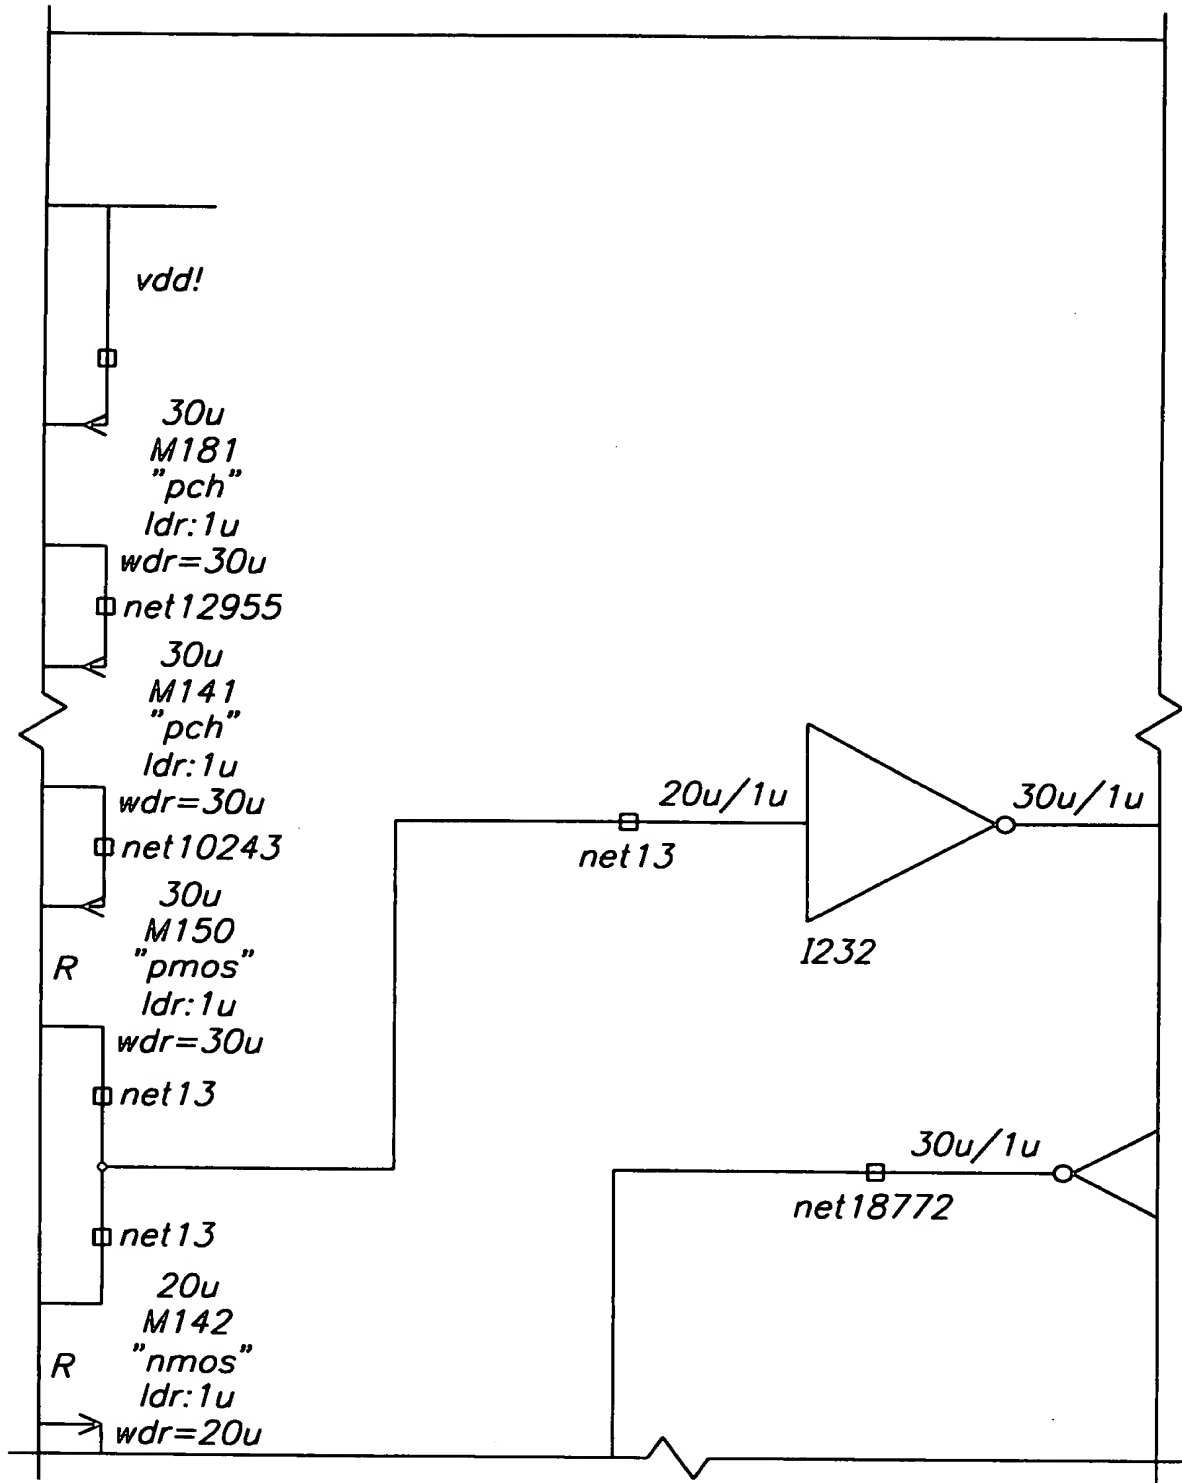 vdd!
30u
M181
"pch"
ldr:1u
wdr=30u
net12955
30u
M141
"pch"
ldr:1u
wdr=30u
net10243
30u
M150
R
"pmos"
ldr:1u
wdr=30u
net13
net13
20u
M142
R
"nmos"
ldr:1u
wdr=20u
20u/1u
30u/1u
net13
I232
30u/1u
net18772